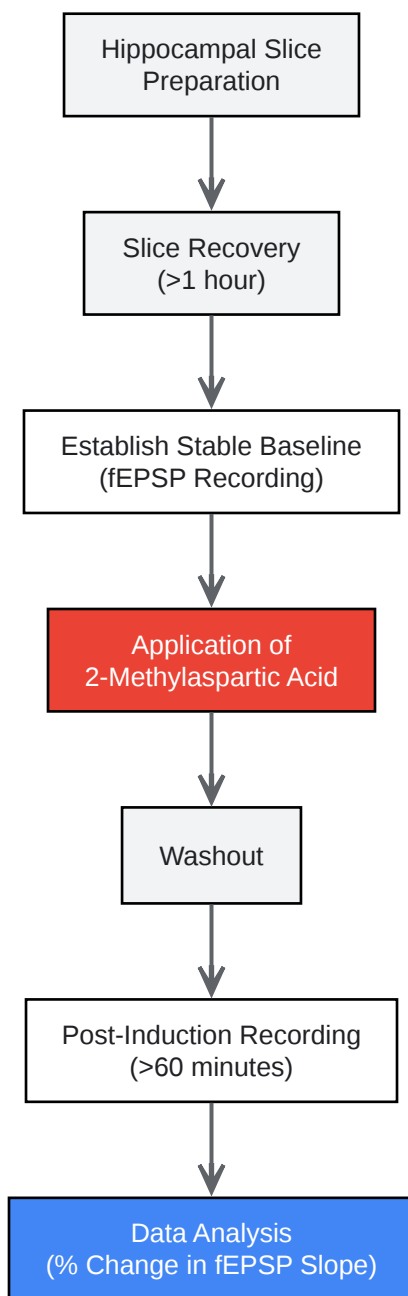 Hippocampal Slice
Preparation
Slice Recovery
(>1 hour)
Establish Stable Baseline
(fEPSP Recording)
Application of
2-Methylaspartic Acid
Washout
Post-Induction Recording
(>60 minutes)
Data Analysis
(% Change in fEPSP Slope)